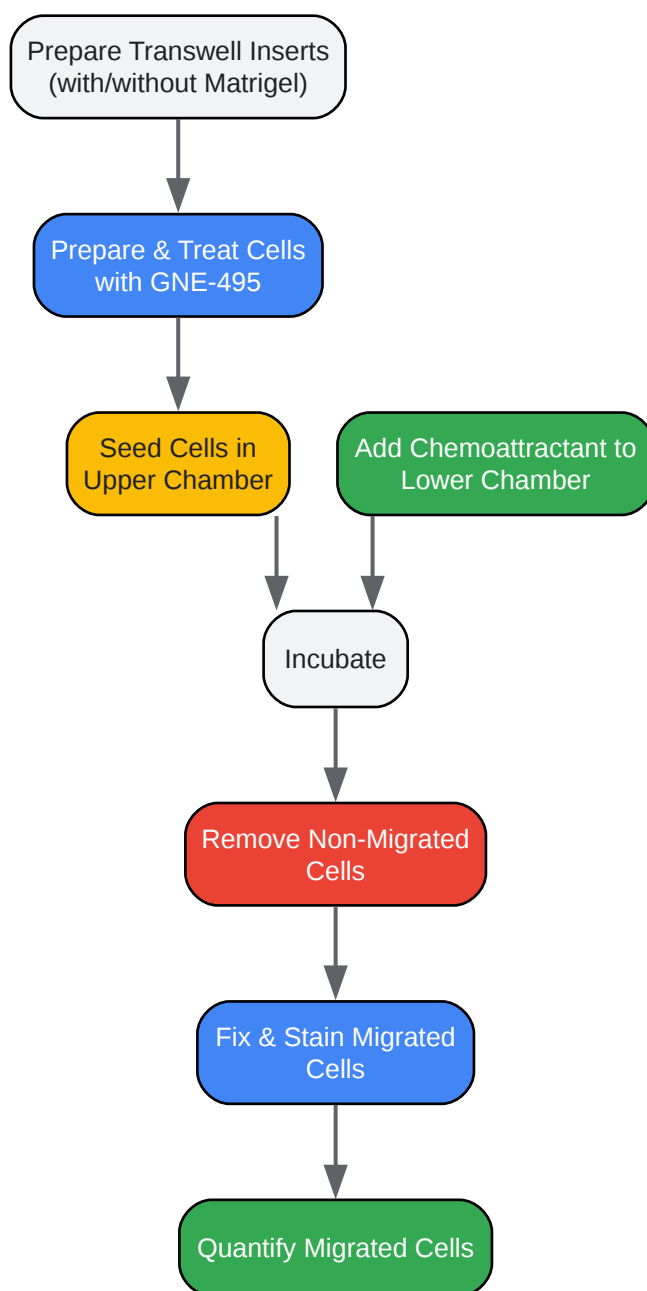 Prepare Transwell Inserts
(with/without Matrigel)
Prepare & Treat Cells
with GNE-495
Seed Cells in
Upper Chamber
Add Chemoattractant to
Lower Chamber
Incubate
Remove Non-Migrated
Cells
Fix & Stain Migrated
Cells
Quantify Migrated Cells